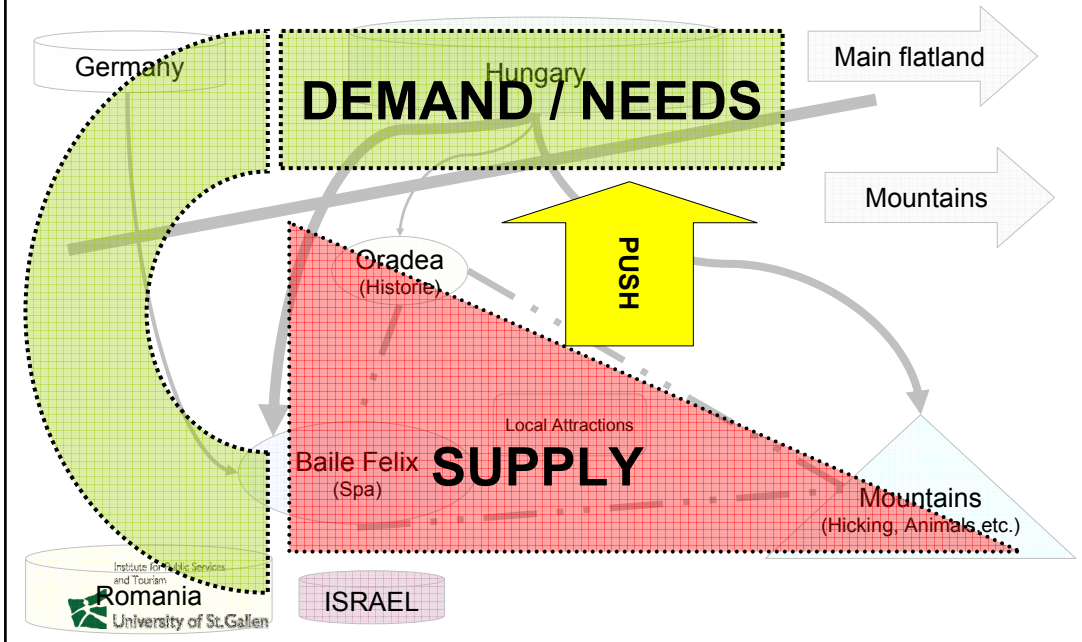 Germany
Hungary
DEMAND / NEEDS
Main flatland
Mountains
PUSH
Oradea
(Historie)
Local Attractions
Baile Felix
(Spa)
SUPPLY
Mountains
(Hicking, Animals etc.)
Institute for Public Services
and Tourism
Romania
University of St.Gallen
ISRAEL